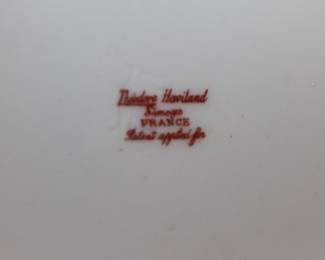 Theodore Haviland
Limoges
FRANCE
Patent applied for